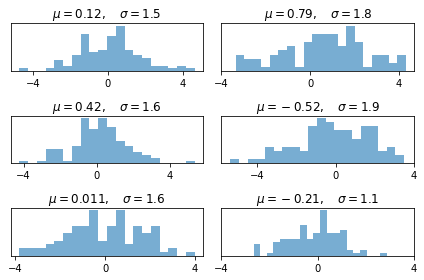 μ = 0.12,   σ = 1.5
−4 0 4
μ = 0.79,   σ = 1.8
−4 0 4
μ = 0.42,   σ = 1.6
−4 0 4
μ = −0.52,   σ = 1.9
−4 0 4
μ = 0.011,   σ = 1.6
−4 0 4
μ = −0.21,   σ = 1.1
−4 0 4